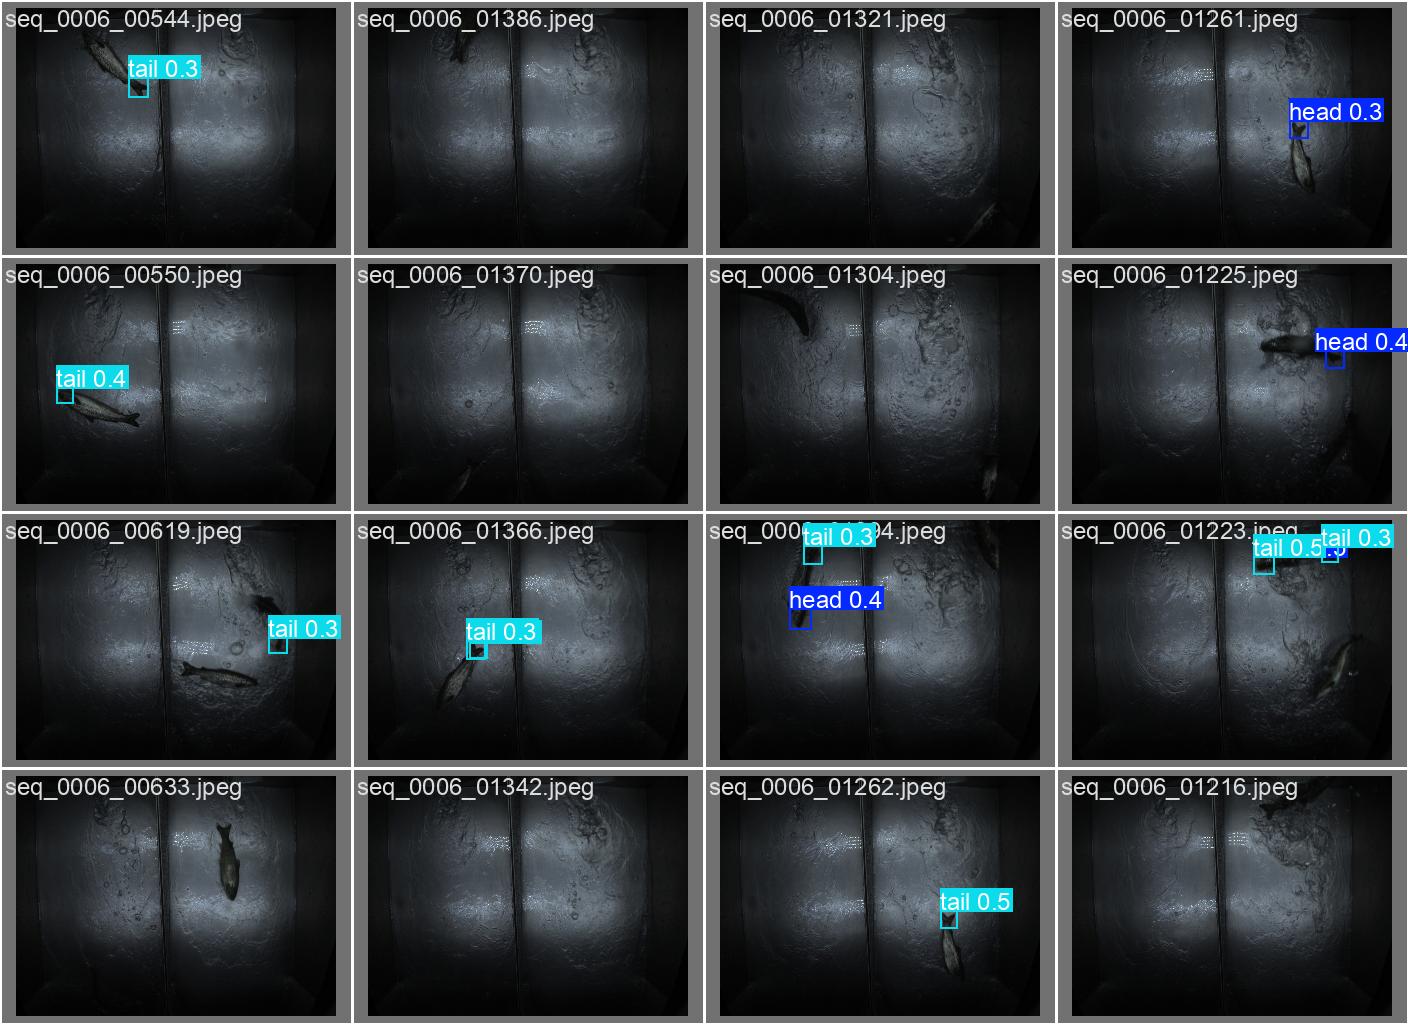 seq_0006_00544.jpeg
tail 0.3
seq_0006_01386.jpeg
seq_0006_01321.jpeg
seq_0006_01261.jpeg
head 0.3
seq_0006_00550.jpeg
tail 0.4
seq_0006_01370.jpeg
seq_0006_01304.jpeg
seq_0006_01225.jpeg
head 0.4
seq_0006_00619.jpeg
tail 0.3
seq_0006_01366.jpeg
tail 0.3
tail 0.3
head 0.4
seq_0006_01223.jpeg
tail 0.5
tail 0.3
seq_0006_00633.jpeg
seq_0006_01342.jpeg
seq_0006_01262.jpeg
tail 0.5
seq_0006_01216.jpeg